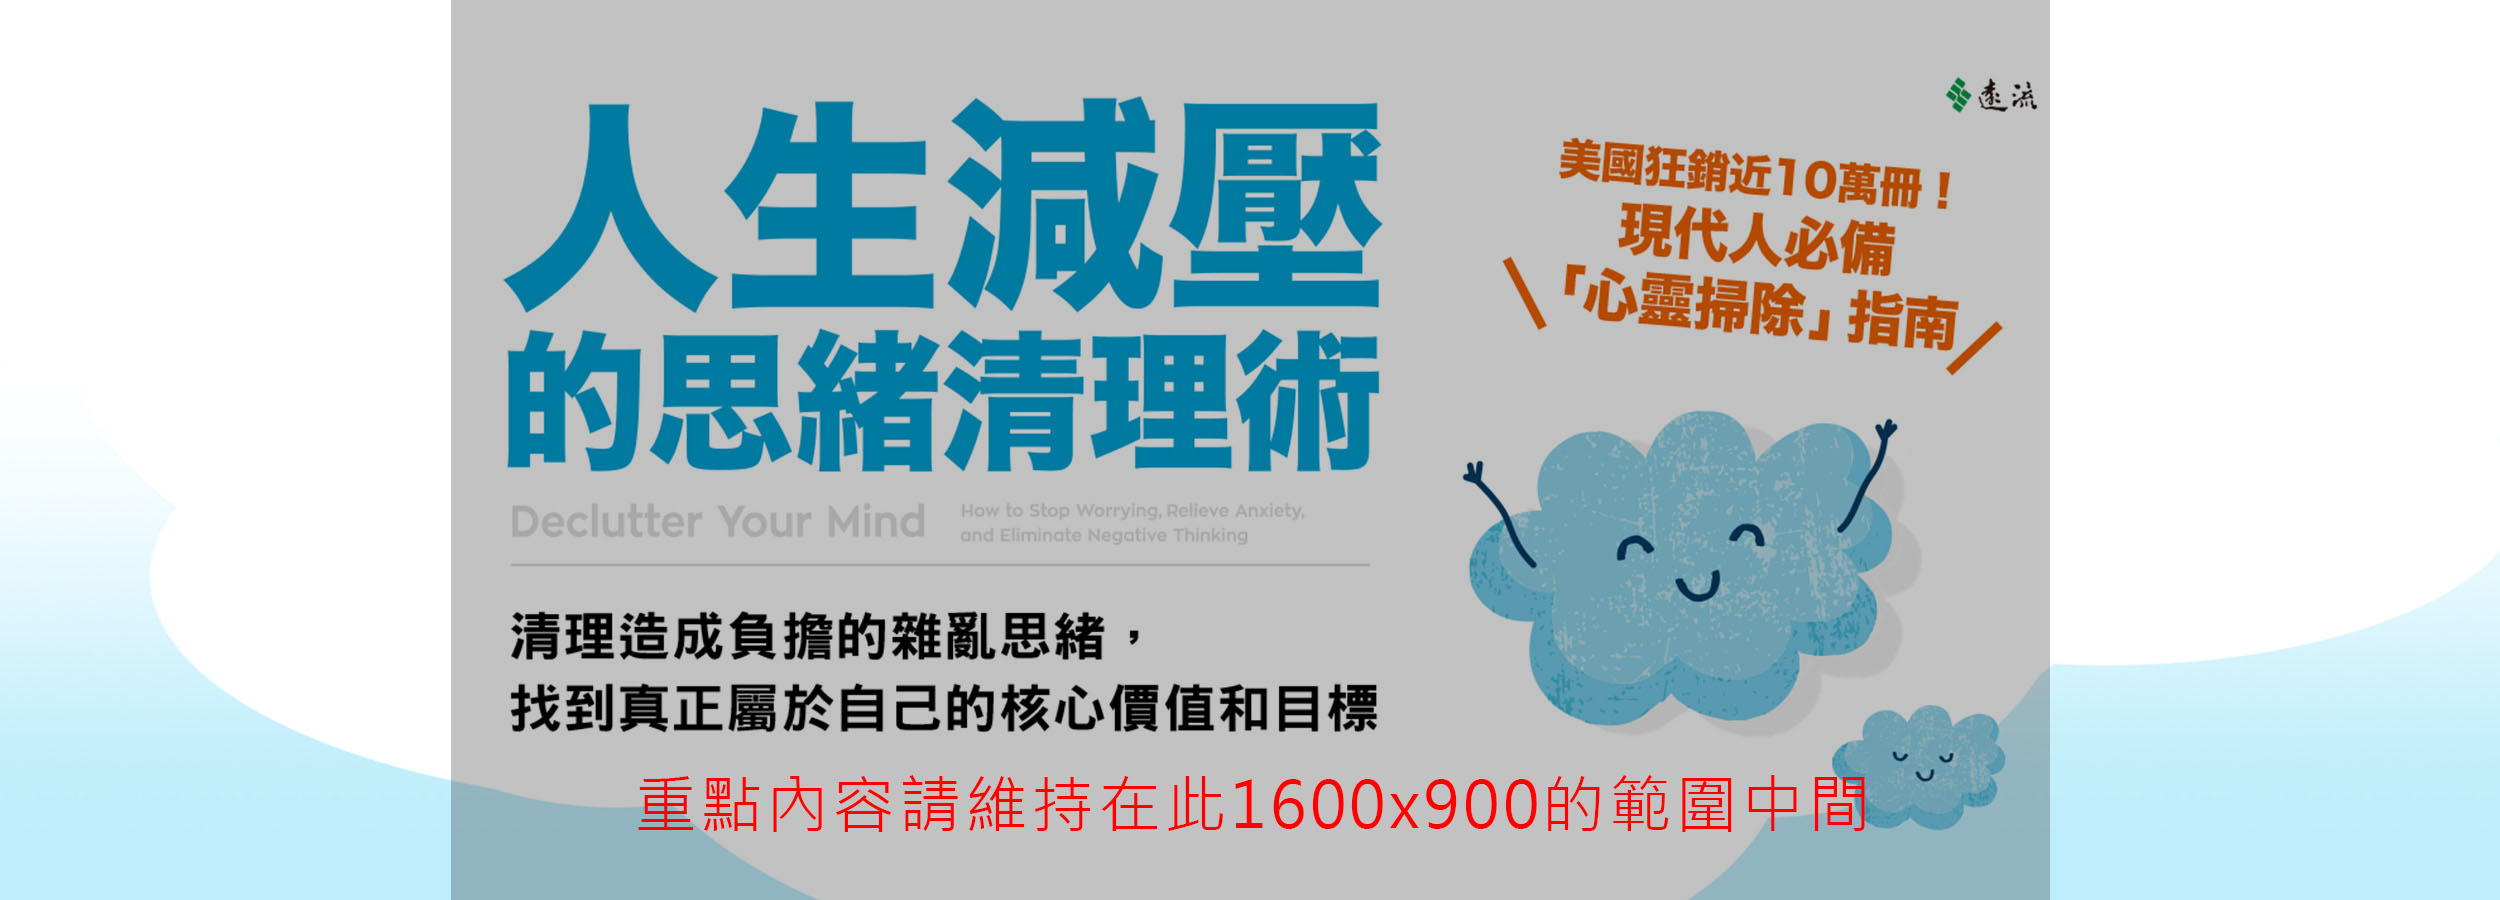 人生減壓
的思緒清理術
Declutter Your Mind
How to Stop Worrying, Relieve Anxiety,
and Eliminate Negative Thinking
清理造成負擔的雜亂思緒，
找到真正屬於自己的核心價值和目標
遠流
美國狂銷近10萬冊！
現代人必備
「心靈掃除」指南
重點內容請維持在此1600x900的範圍中間